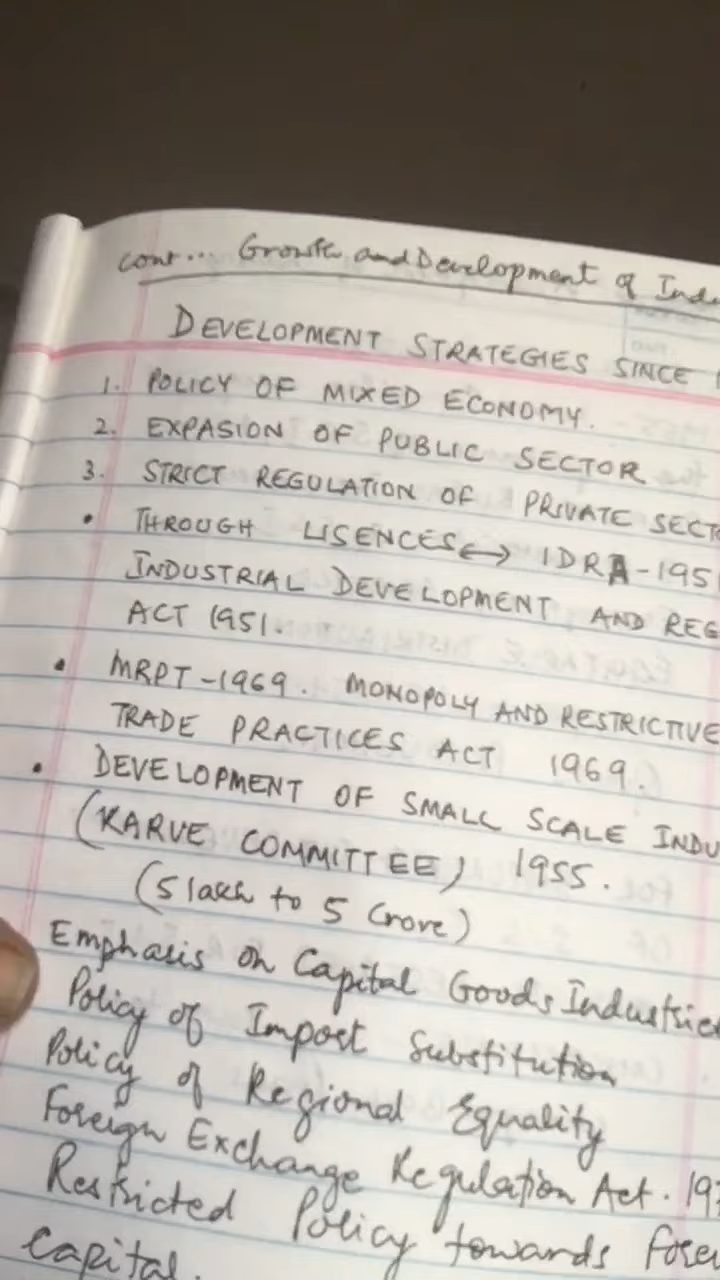 cont... Growth and Development of Indu
DEVELOPMENT STRATEGIES SINCE
1. POLICY OF MIXED ECONOMY.
2. EXPASION OF PUBLIC SECTOR
3. STRICT REGULATION OF PRIVATE SECT
• THROUGH LISENCES ↔ IDRA-195
INDUSTRIAL DEVELOPMENT AND REG
ACT 1951.
• MRPT-1969. MONOPOLY AND RESTRICTIVE
TRADE PRACTICES ACT 1969.
• DEVELOPMENT OF SMALL SCALE INDU
(KARVE COMMITTEE) 1955.
(5 lakh to 5 Crore)
Emphasis on Capital Goods Industries
Policy of Import Substitution
Policy of Regional Equality
Foreign Exchange Regulation Act. 197
Restricted Policy towards forei
capital.